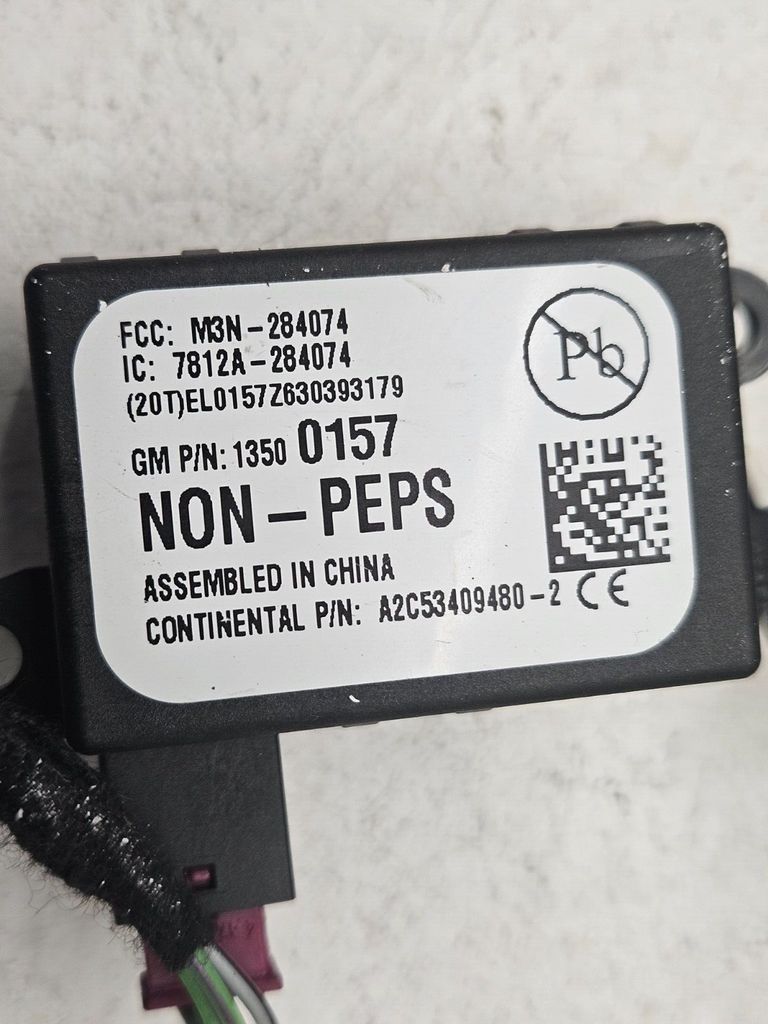 FCC: M3N-284074
IC: 7812A-284074
(20T)EL0157Z630393179
GM P/N: 1350 0157
NON-PEPS
ASSEMBLED IN CHINA
CONTINENTAL P/N: A2C53409480-2 CE
Pb